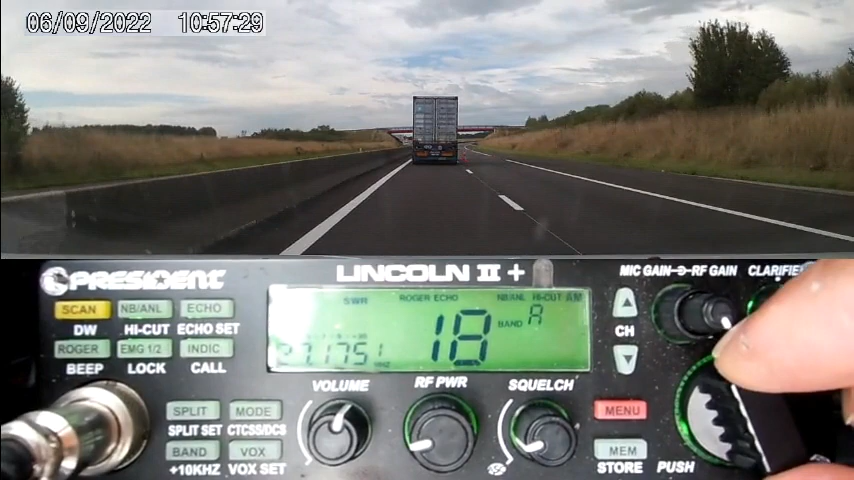 06/09/2022 10:57:29
PRESIDENT LINCOLN II + MIC GAIN RF GAIN CLARIFIE
SCAN NB/ANL ECHO
DW HI-CUT ECHO SET
ROGER EMG 1/2 INDIC
BEEP LOCK CALL
SWR ROGER ECHO NB/ANL HI-CUT AM
18 BAND A
27.175
CH
VOLUME RF PWR SQUELCH
SPLIT MODE
SPLIT SET CTCSS/DCS
BAND VOX
+10KHZ VOX SET
MENU
MEM
STORE PUSH